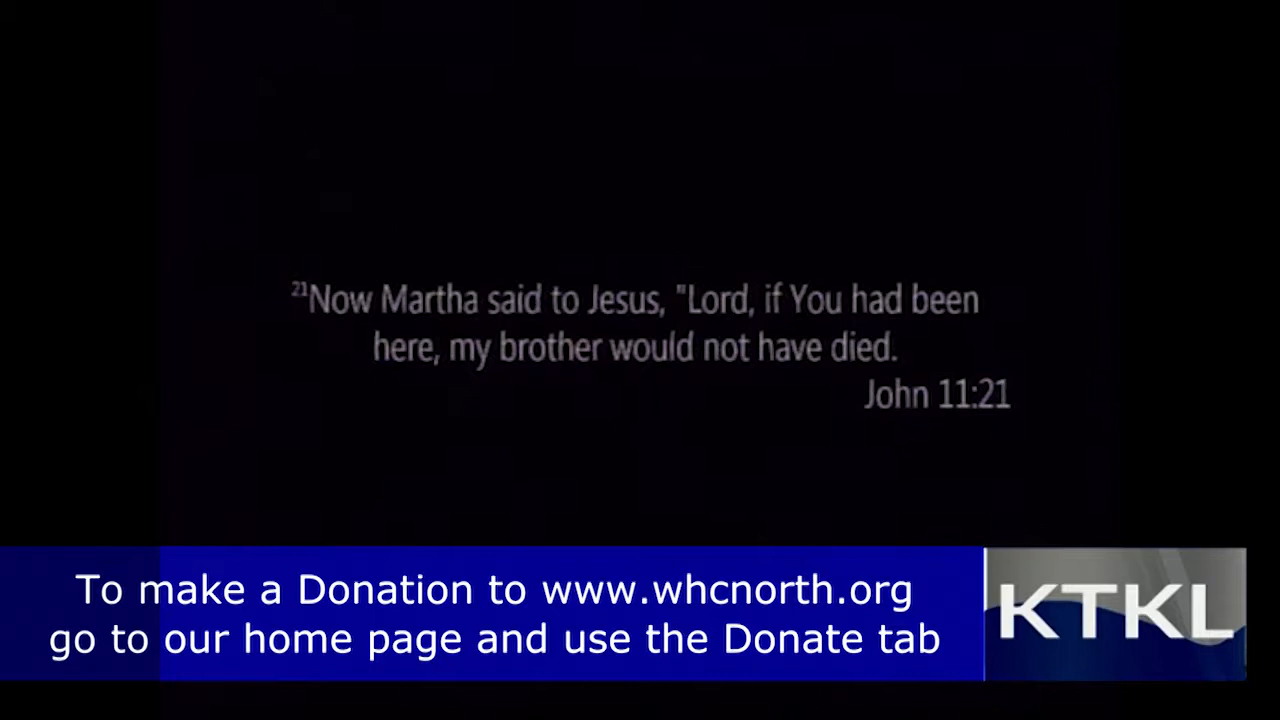 ²¹Now Martha said to Jesus, "Lord, if You had been
here, my brother would not have died.
John 11:21
To make a Donation to www.whcnorth.org
go to our home page and use the Donate tab
KTKL